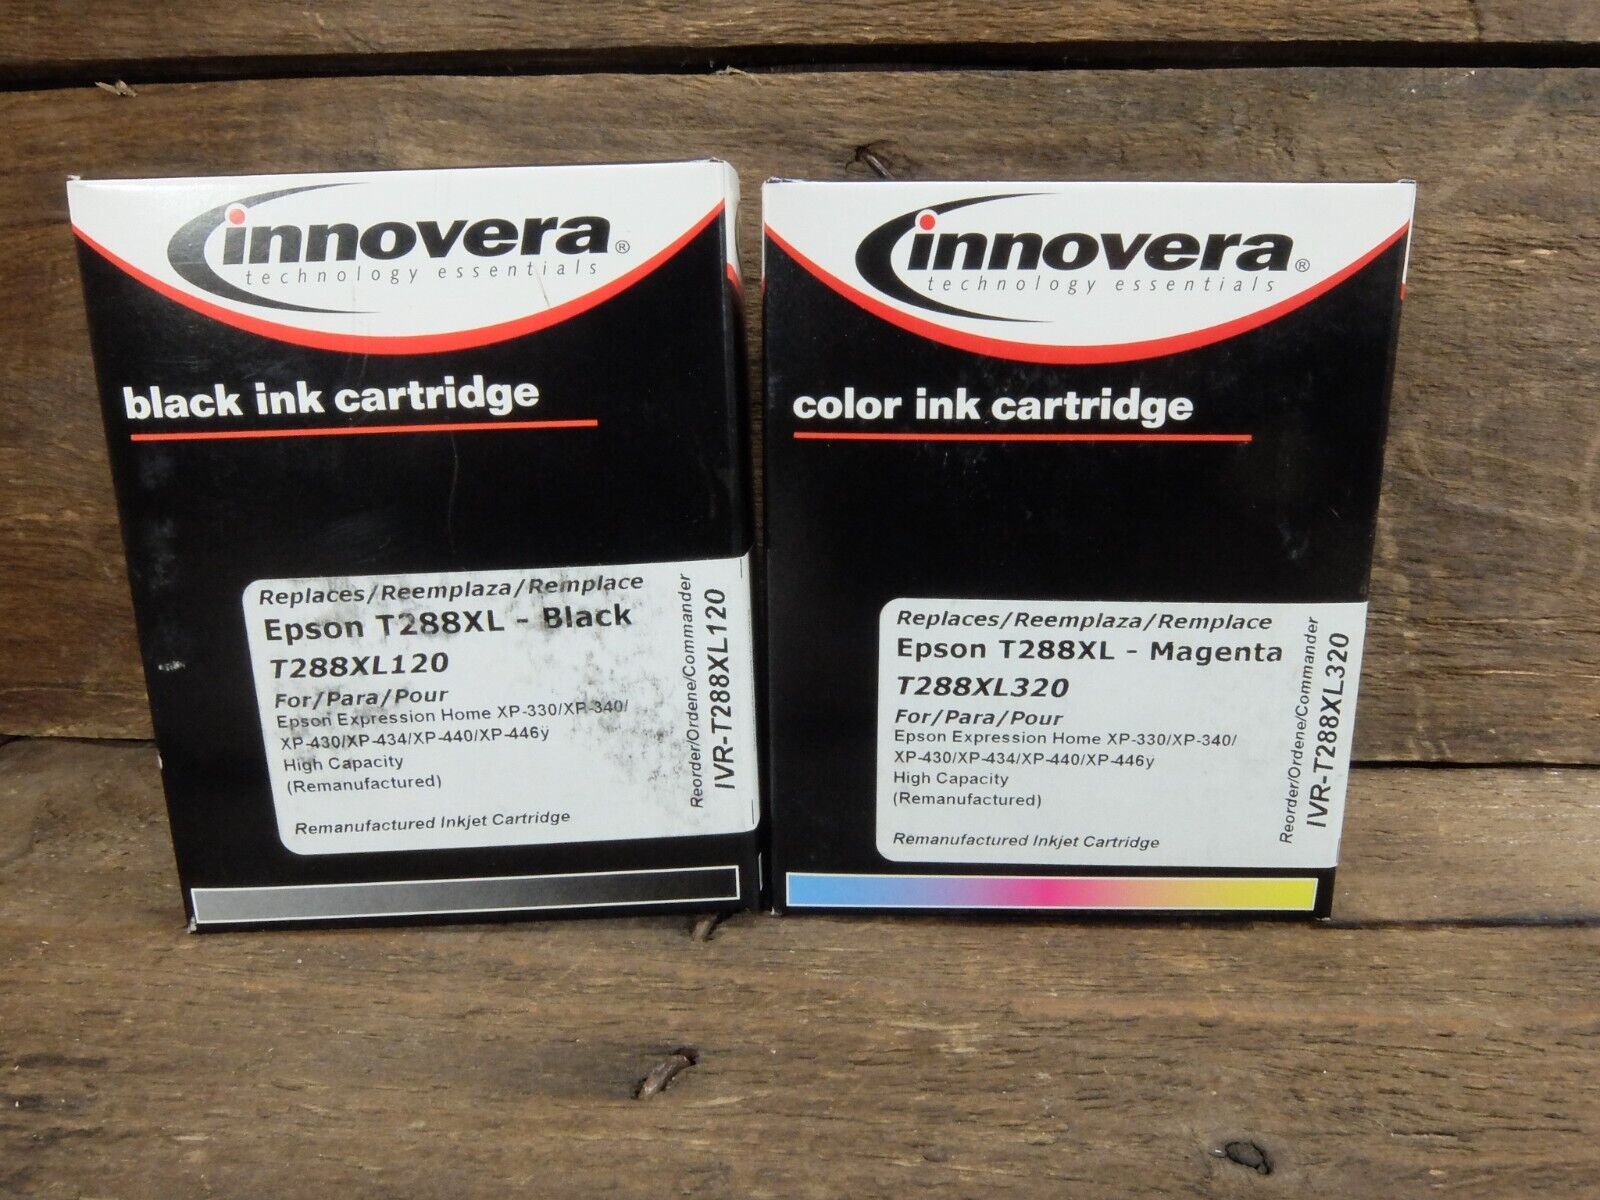 innovera®
technology essentials
black ink cartridge
Replaces/Reemplaza/Remplace
Epson T288XL - Black
T288XL120
For/Para/Pour
Epson Expression Home XP-330/XP-340/
XP-430/XP-434/XP-440/XP-446ÿ
High Capacity
(Remanufactured)
Remanufactured Inkjet Cartridge
Reorder/Ordene/Commander
IVR-T288XL120
innovera®
technology essentials
color ink cartridge
Replaces/Reemplaza/Remplace
Epson T288XL - Magenta
T288XL320
For/Para/Pour
Epson Expression Home XP-330/XP-340/
XP-430/XP-434/XP-440/XP-446ÿ
High Capacity
(Remanufactured)
Remanufactured Inkjet Cartridge
Reorder/Ordene/Commander
IVR-T288XL320